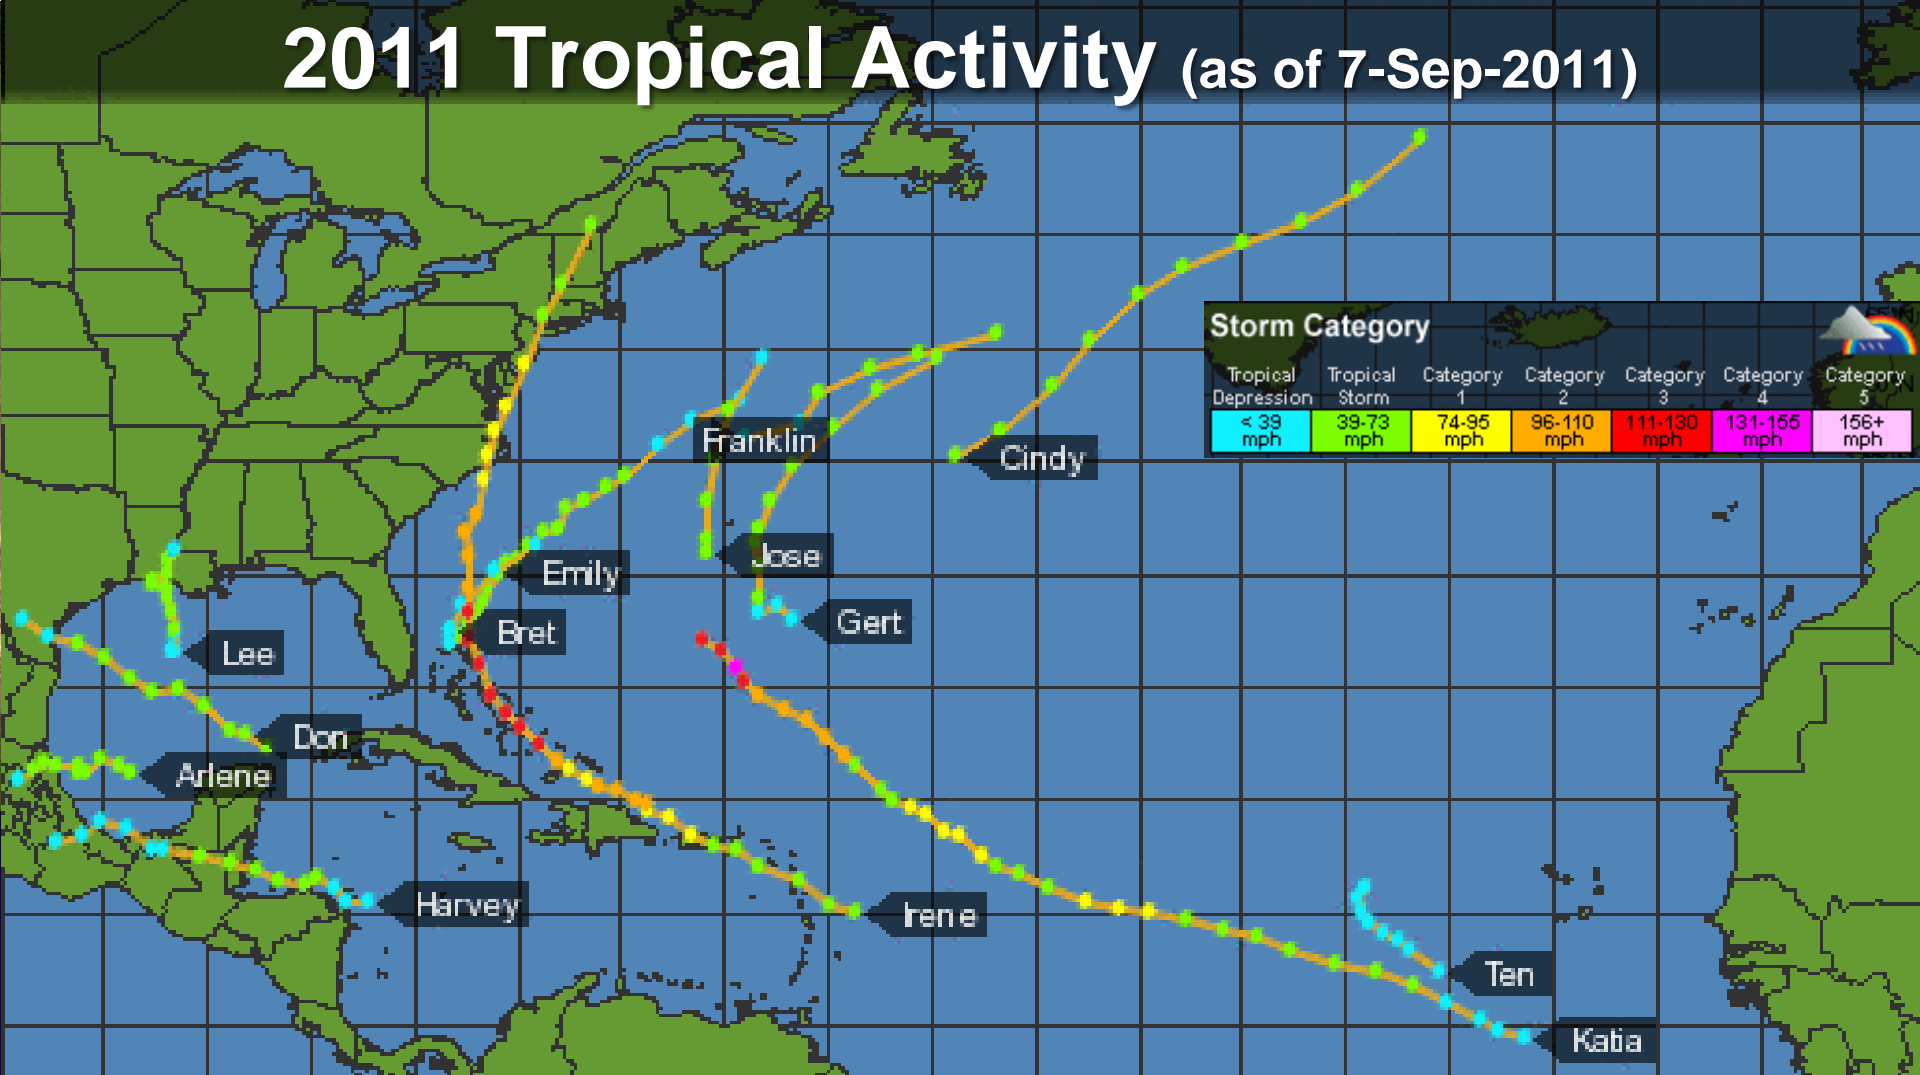 2011 Tropical Activity (as of 7-Sep-2011)
Storm Category
Tropical Depression
Tropical Storm
Category 1
Category 2
Category 3
Category 4
Category 5
< 39 mph
39-73 mph
74-95 mph
96-110 mph
111-130 mph
131-155 mph
156+ mph
Franklin
Cindy
Jose
Emily
Gert
Bret
Lee
Don
Arlene
Harvey
Irene
Ten
Katia